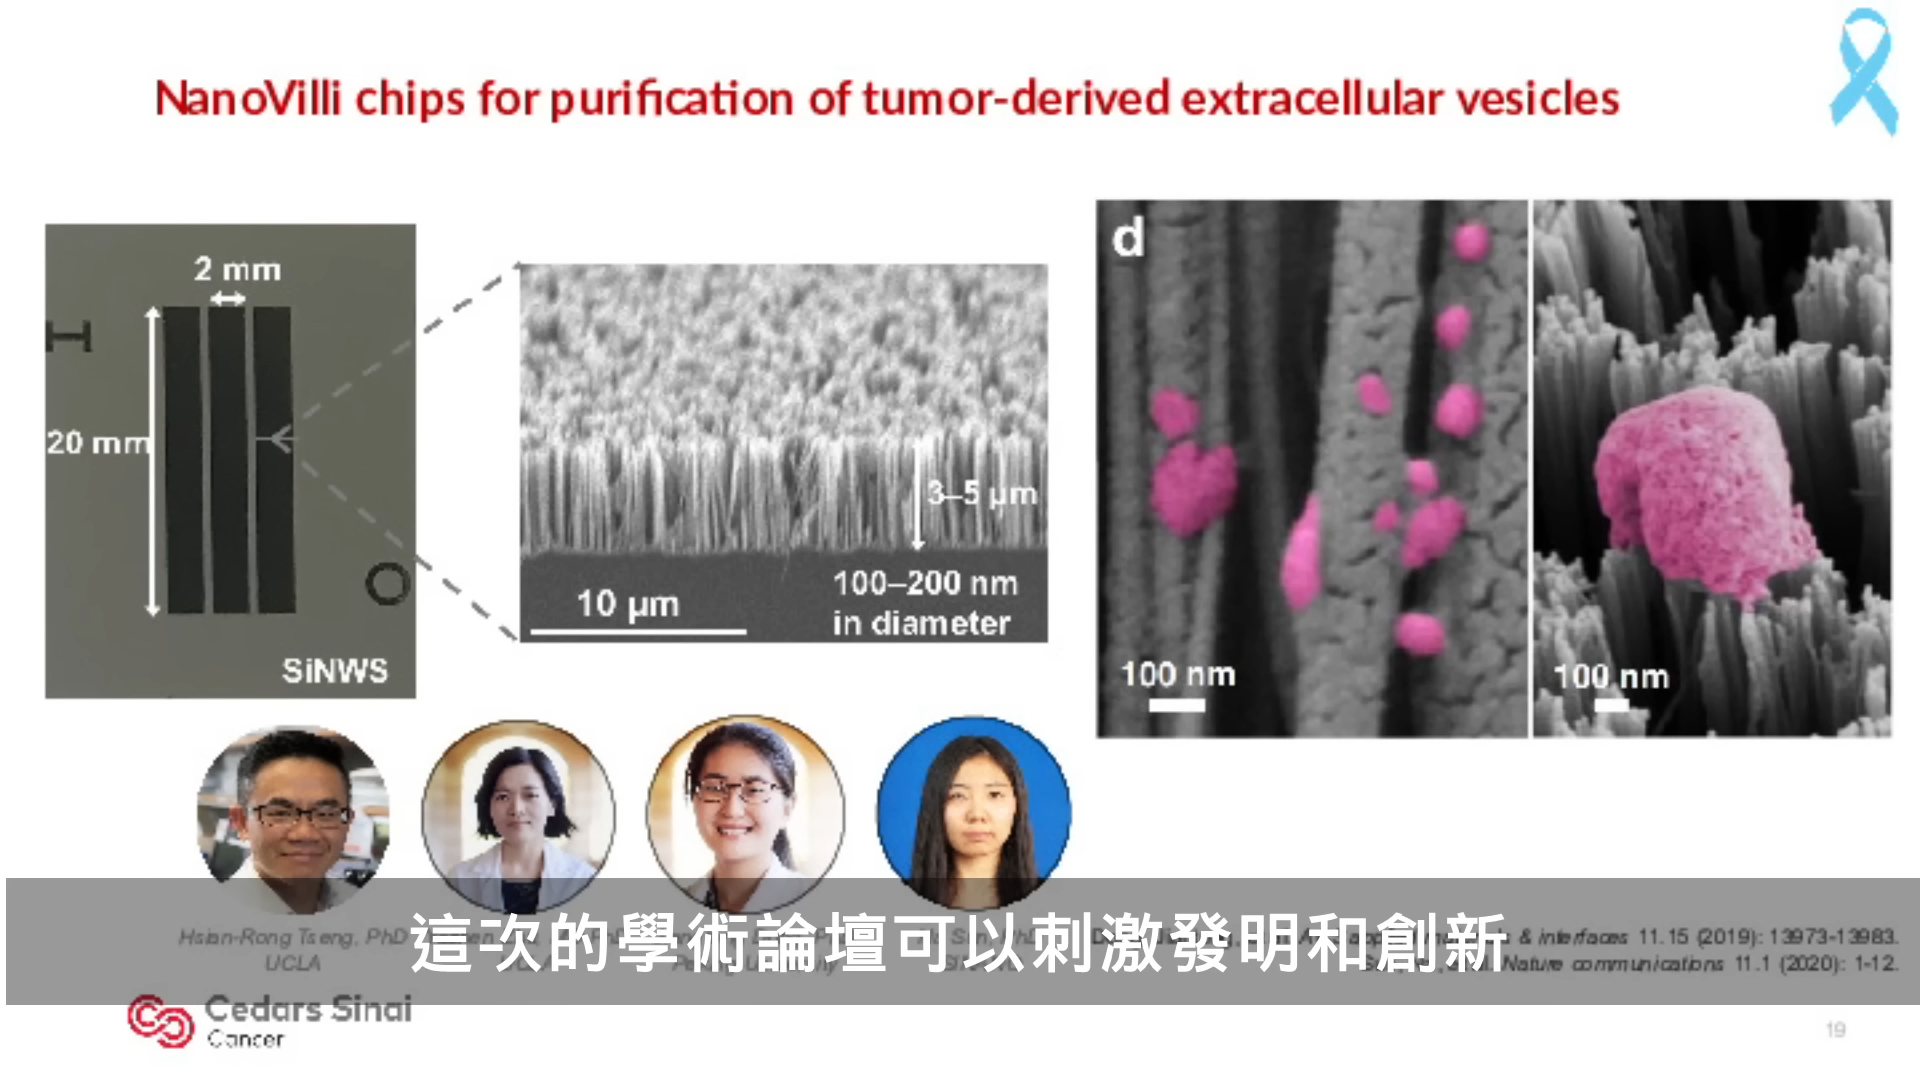 NanoVilli chips for purification of tumor-derived extracellular vesicles
2 mm
20 mm
H
O
SiNWS
3–5 µm
10 µm
100–200 nm
in diameter
d
100 nm
100 nm
Hsian-Rong Tseng, PhD
UCLA
& interfaces 11.15 (2019): 13973-13983.
Nature communications 11.1 (2020): 1-12.
這次的學術論壇可以刺激發明和創新
Cedars Sinai
Cancer
19